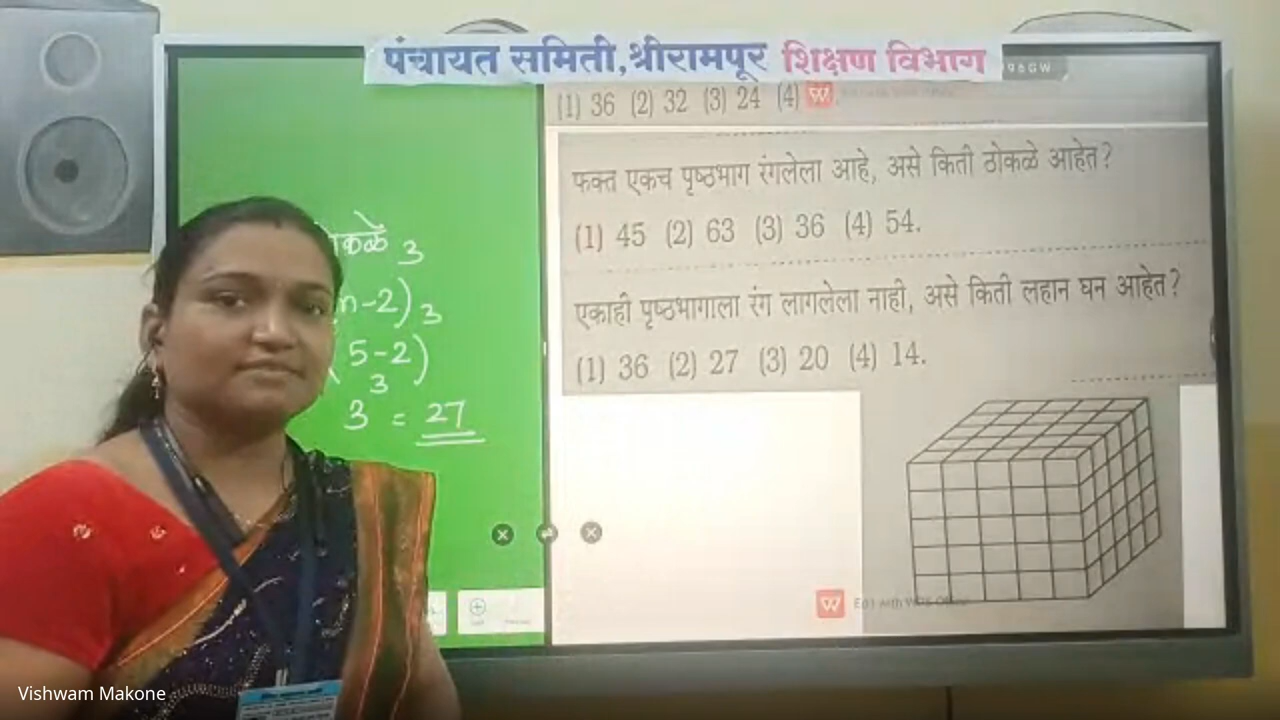 पंचायत समिती,श्रीरामपूर शिक्षण विभाग
96GW
(1) 36 (2) 32 (3) 24 (4)
फक्त एकच पृष्ठभाग रंगलेला आहे, असे किती ठोकळे आहेत?
(1) 45 (2) 63 (3) 36 (4) 54.
एकाही पृष्ठभागाला रंग लागलेला नाही, असे किती लहान घन आहेत?
(1) 36 (2) 27 (3) 20 (4) 14.
कळे 3
n-2) 3
(5-2)
3
3 = 27
Vishwam Makone